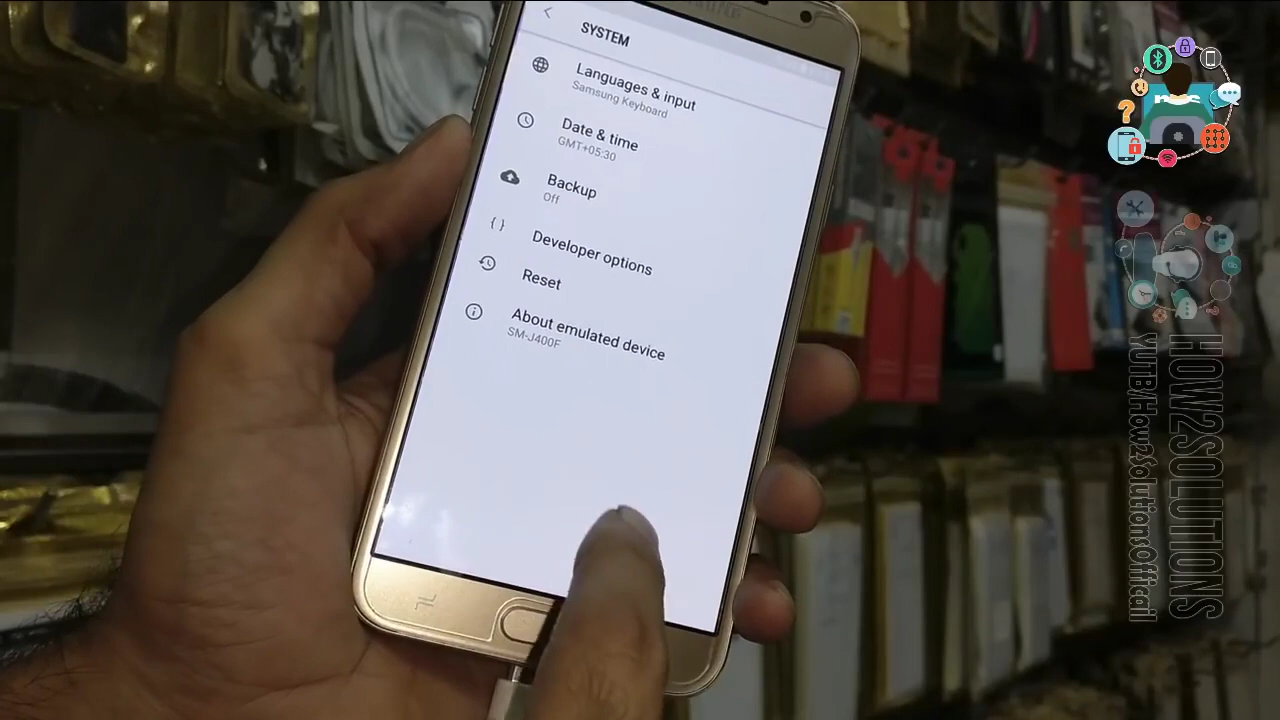 SYSTEM
Languages & input
Samsung Keyboard
Date & time
GMT+05:30
Backup
Off
Developer options
Reset
About emulated device
SM-J400F
HOW2SOLUTIONS
YUTB/How2SolutionsOfficail